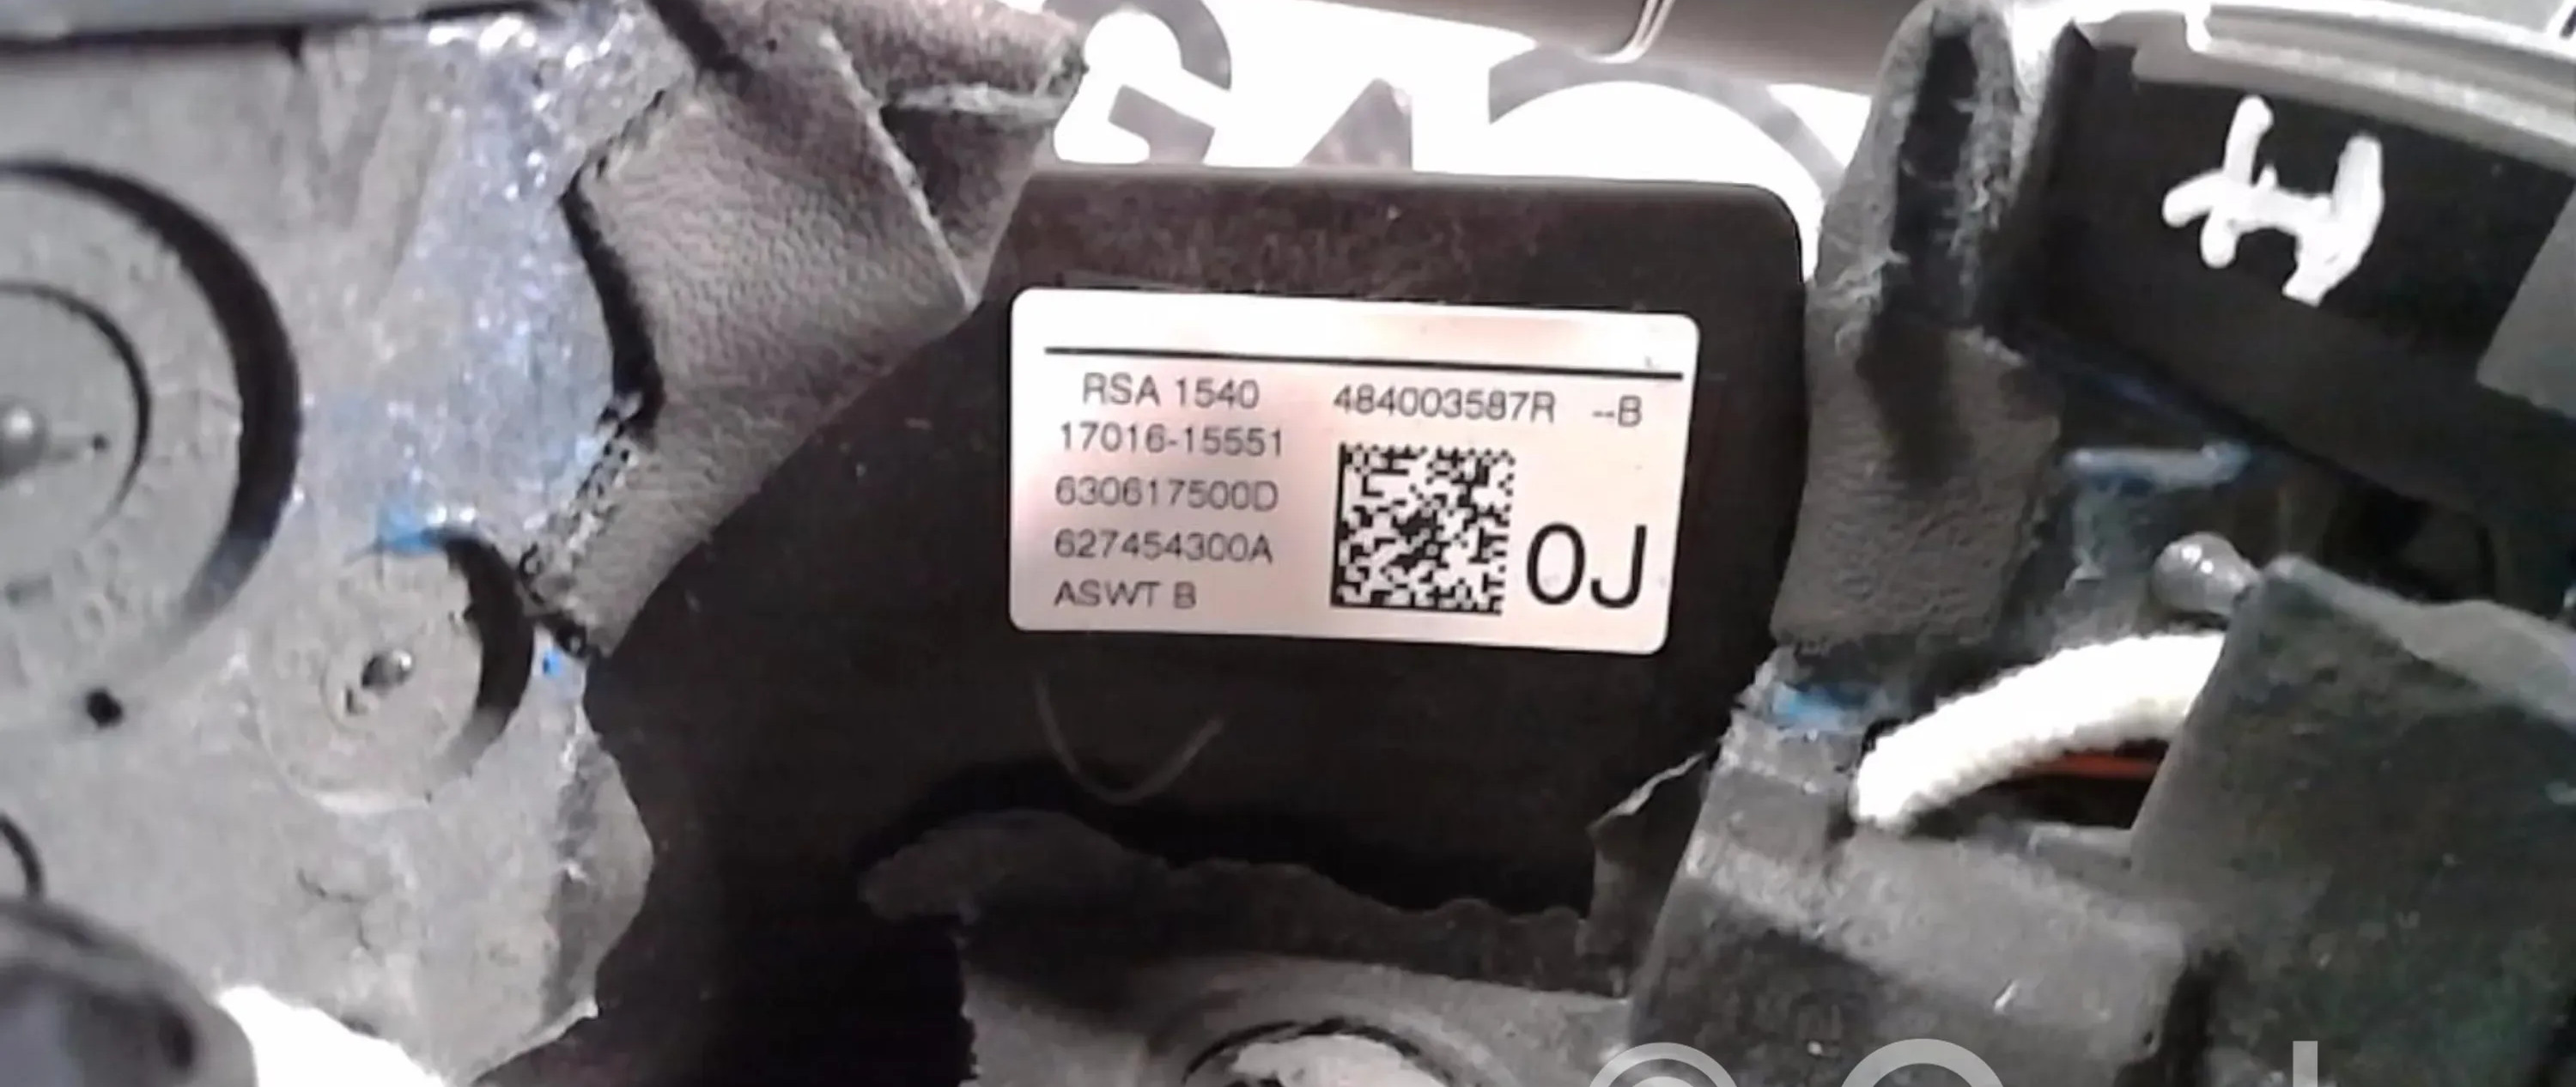 H
RSA 1540 484003587R --B
17016-15551
630617500D
627454300A
ASWT B
0J